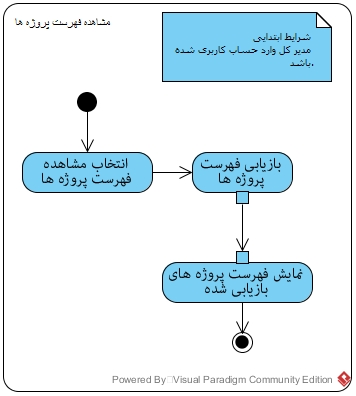 مشاهده فهرست پروژه ها
شرایط ابتدایی
مدیر کل وارد حساب کاربری شده
باشد.
انتخاب مشاهده
فهرست پروژه ها
بازیابی فهرست
پروژه ها
نمایش فهرست پروژه های
بازیابی شده
Powered By Visual Paradigm Community Edition